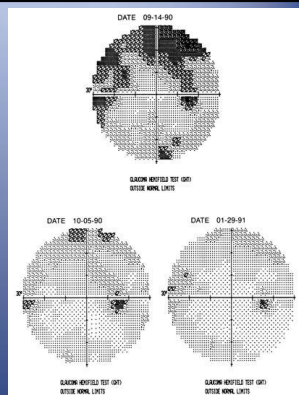 DATE 09-14-90
30°
GLAUCOMA HEMIFIELD TEST (GHT)
OUTSIDE NORMAL LIMITS
DATE 10-05-90
30°
GLAUCOMA HEMIFIELD TEST (GHT)
OUTSIDE NORMAL LIMITS
DATE 01-29-91
30°
GLAUCOMA HEMIFIELD TEST (GHT)
OUTSIDE NORMAL LIMITS